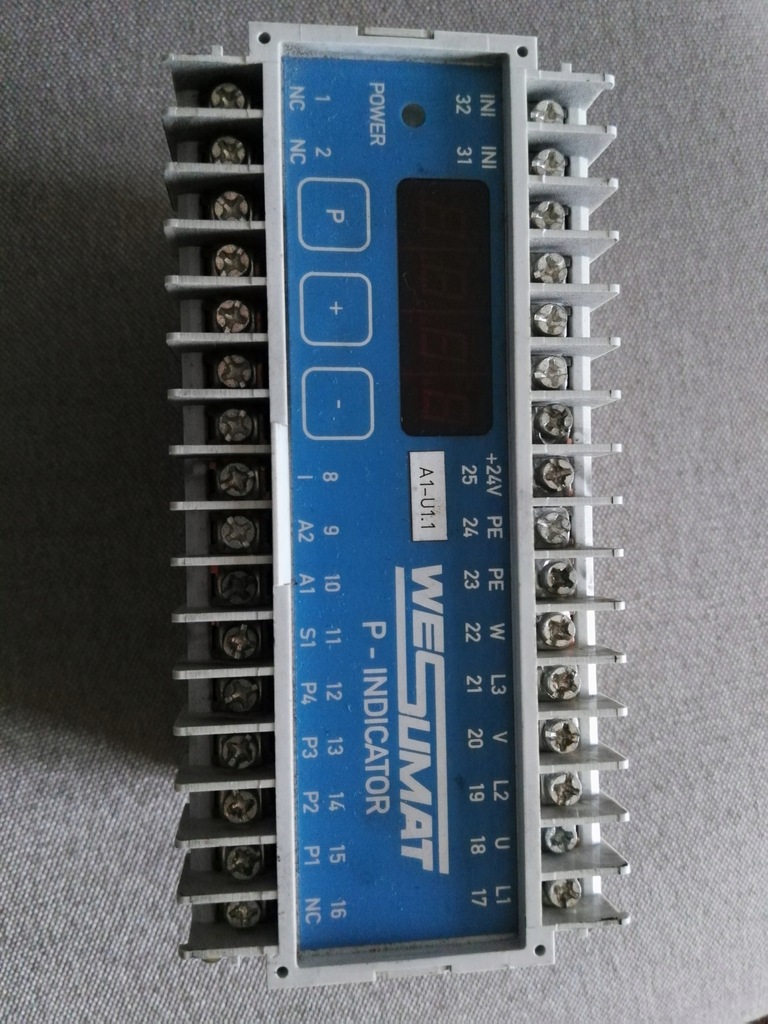 INI INI +24V PE PE W L3 V L2 U L1
32 31 25 24 23 22 21 20 19 18 17
A1-U1.1
WESUMAT
POWER
P - INDICATOR
P + -
1 2 8 9 10 11 12 13 14 15 16
NC NC I A2 A1 S1 P4 P3 P2 P1 NC